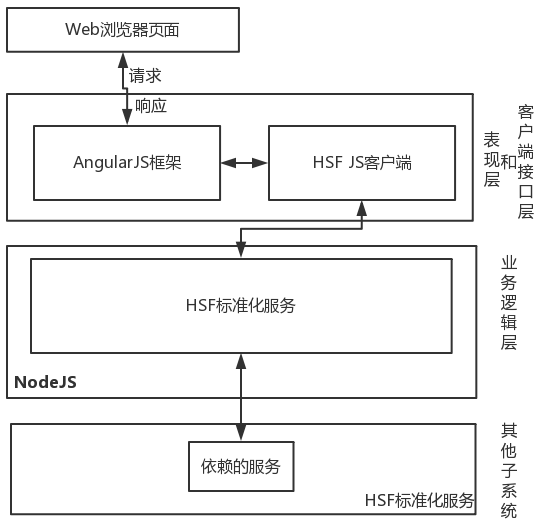 Web浏览器页面
请求
响应
AngularJS框架
HSF JS客户端
表现层
和
客户端接口层
HSF标准化服务
NodeJS
业务逻辑层
依赖的服务
HSF标准化服务
其他子系统